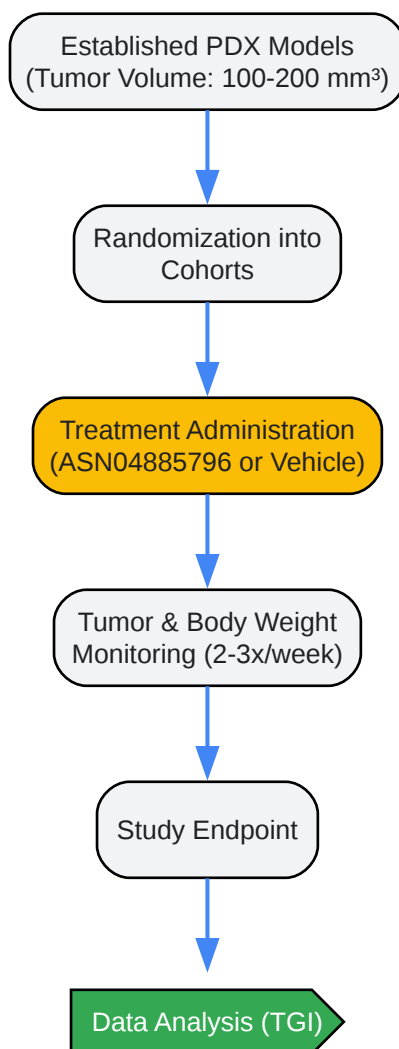 Established PDX Models
(Tumor Volume: 100-200 mm³)
Randomization into
Cohorts
Treatment Administration
(ASN04885796 or Vehicle)
Tumor & Body Weight
Monitoring (2-3x/week)
Study Endpoint
Data Analysis (TGI)